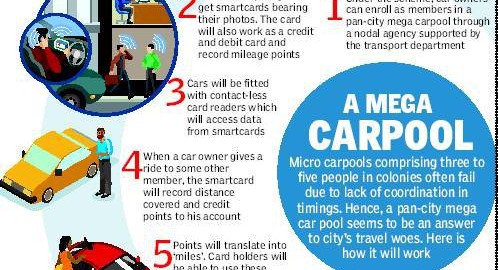 can enroll as members in a
pan-city mega carpool through
a nodal agency supported by
the transport department
1
2
get smartcards bearing
their photos. The card
will also work as a credit
and debit card and
record mileage points
3
Cars will be fitted
with contact-less
card readers which
will access data
from smartcards
4
When a car owner gives a
ride to some other
member, the smartcard
will record distance
covered and credit
points to his account
5
Points will translate into
‘miles’. Card holders
will be able to use these
A MEGA
CARPOOL
Micro carpools comprising three to
five people in colonies often fail
due to lack of coordination in
timings. Hence, a pan-city mega
car pool seems to be an answer
to city's travel woes. Here is
how it will work